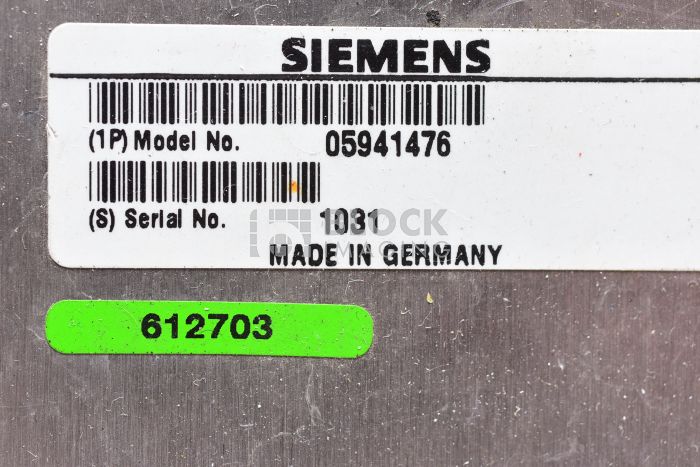 SIEMENS
(1P) Model No. 05941476
(S) Serial No. 1031
MADE IN GERMANY
612703